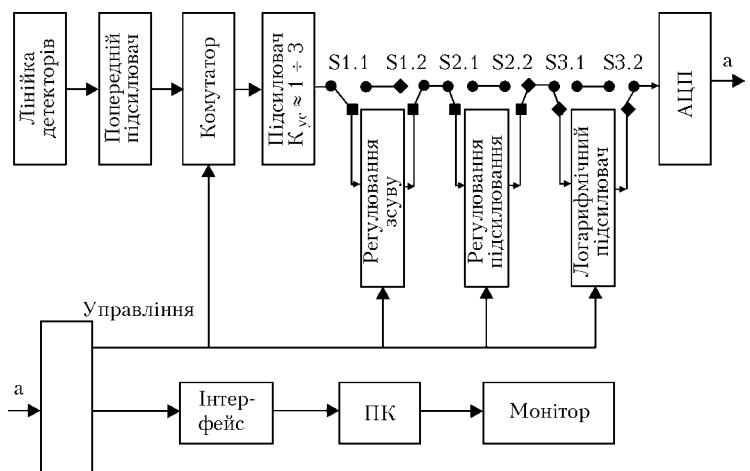 Лінійка
детекторів
Попередній
підсилювач
Комутатор
Підсилювач
Kус ≈ 1 ÷ 3
S1.1
S1.2
S2.1
S2.2
S3.1
S3.2
АЦП
а
Регулювання
зсуву
Регулювання
підсилювання
Логарифмічний
підсилювач
Управління
а
Інтер-
фейс
ПК
Монітор